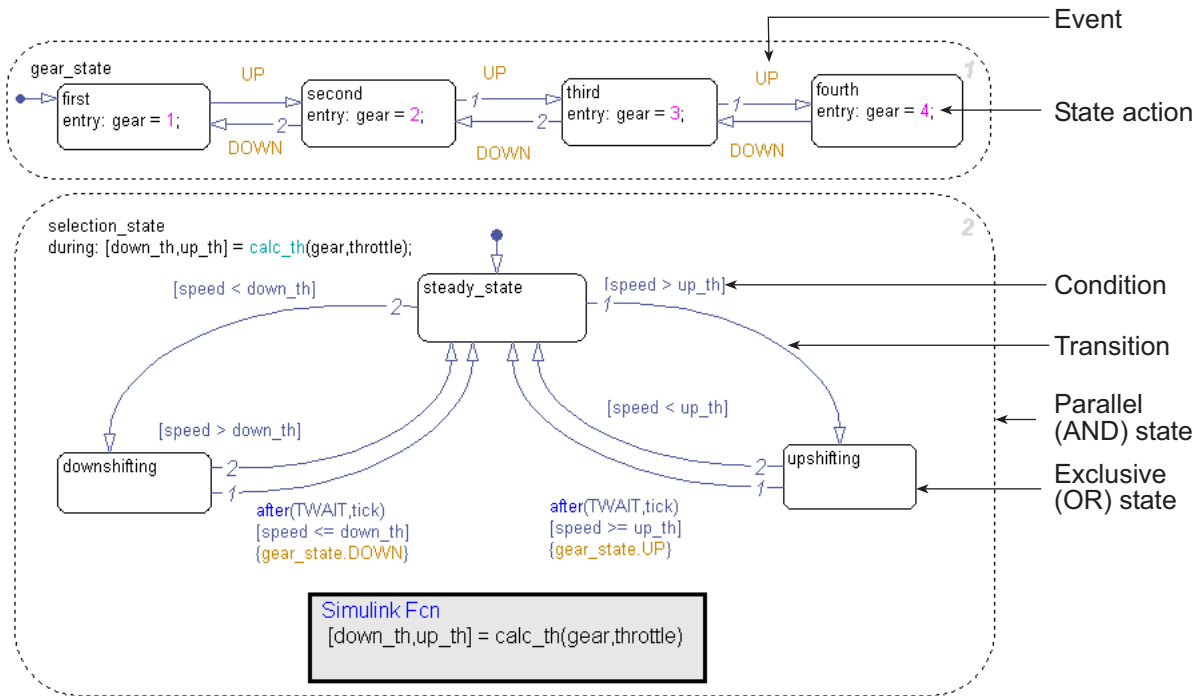 Event
gear_state
1
UP
UP
UP
first
entry: gear = 1;
second
entry: gear = 2;
third
entry: gear = 3;
fourth
entry: gear = 4;
State action
1
1
2
2
DOWN
DOWN
DOWN
selection_state
during: [down_th,up_th] = calc_th(gear,throttle);
2
[speed < down_th]
steady_state
[speed > up_th]
Condition
2
1
Transition
[speed > down_th]
[speed < up_th]
Parallel
(AND) state
downshifting
2
1
2
1
upshifting
Exclusive
(OR) state
after(TWAIT,tick)
[speed <= down_th]
{gear_state.DOWN}
after(TWAIT,tick)
[speed >= up_th]
{gear_state.UP}
Simulink Fcn
[down_th,up_th] = calc_th(gear,throttle)